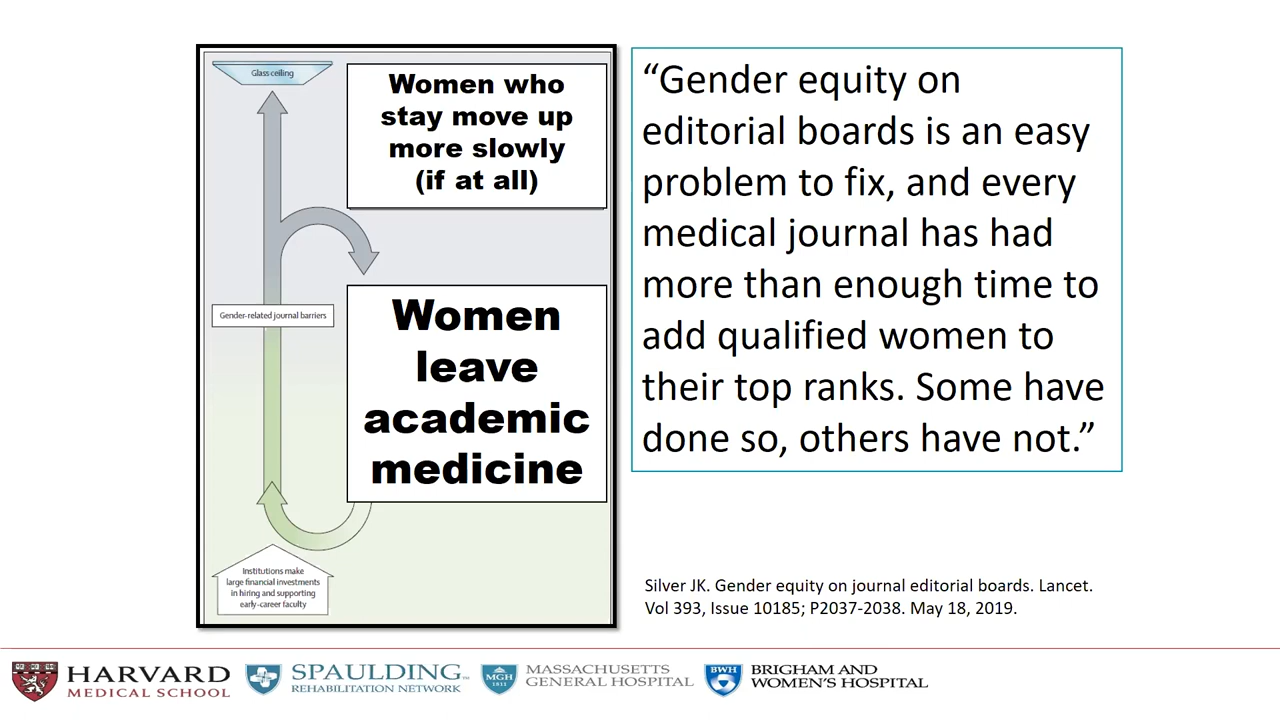 Glass ceiling
Women who
stay move up
more slowly
(if at all)
Gender-related journal barriers
Women
leave
academic
medicine
Institutions make
large financial investments
in hiring and supporting
early-career faculty
“Gender equity on
editorial boards is an easy
problem to fix, and every
medical journal has had
more than enough time to
add qualified women to
their top ranks. Some have
done so, others have not.”
Silver JK. Gender equity on journal editorial boards. Lancet.
Vol 393, Issue 10185; P2037-2038. May 18, 2019.
HARVARD
MEDICAL SCHOOL
SPAULDING
REHABILITATION NETWORK
MGH
1811
MASSACHUSETTS
GENERAL HOSPITAL
BWH
BRIGHAM AND
WOMEN'S HOSPITAL